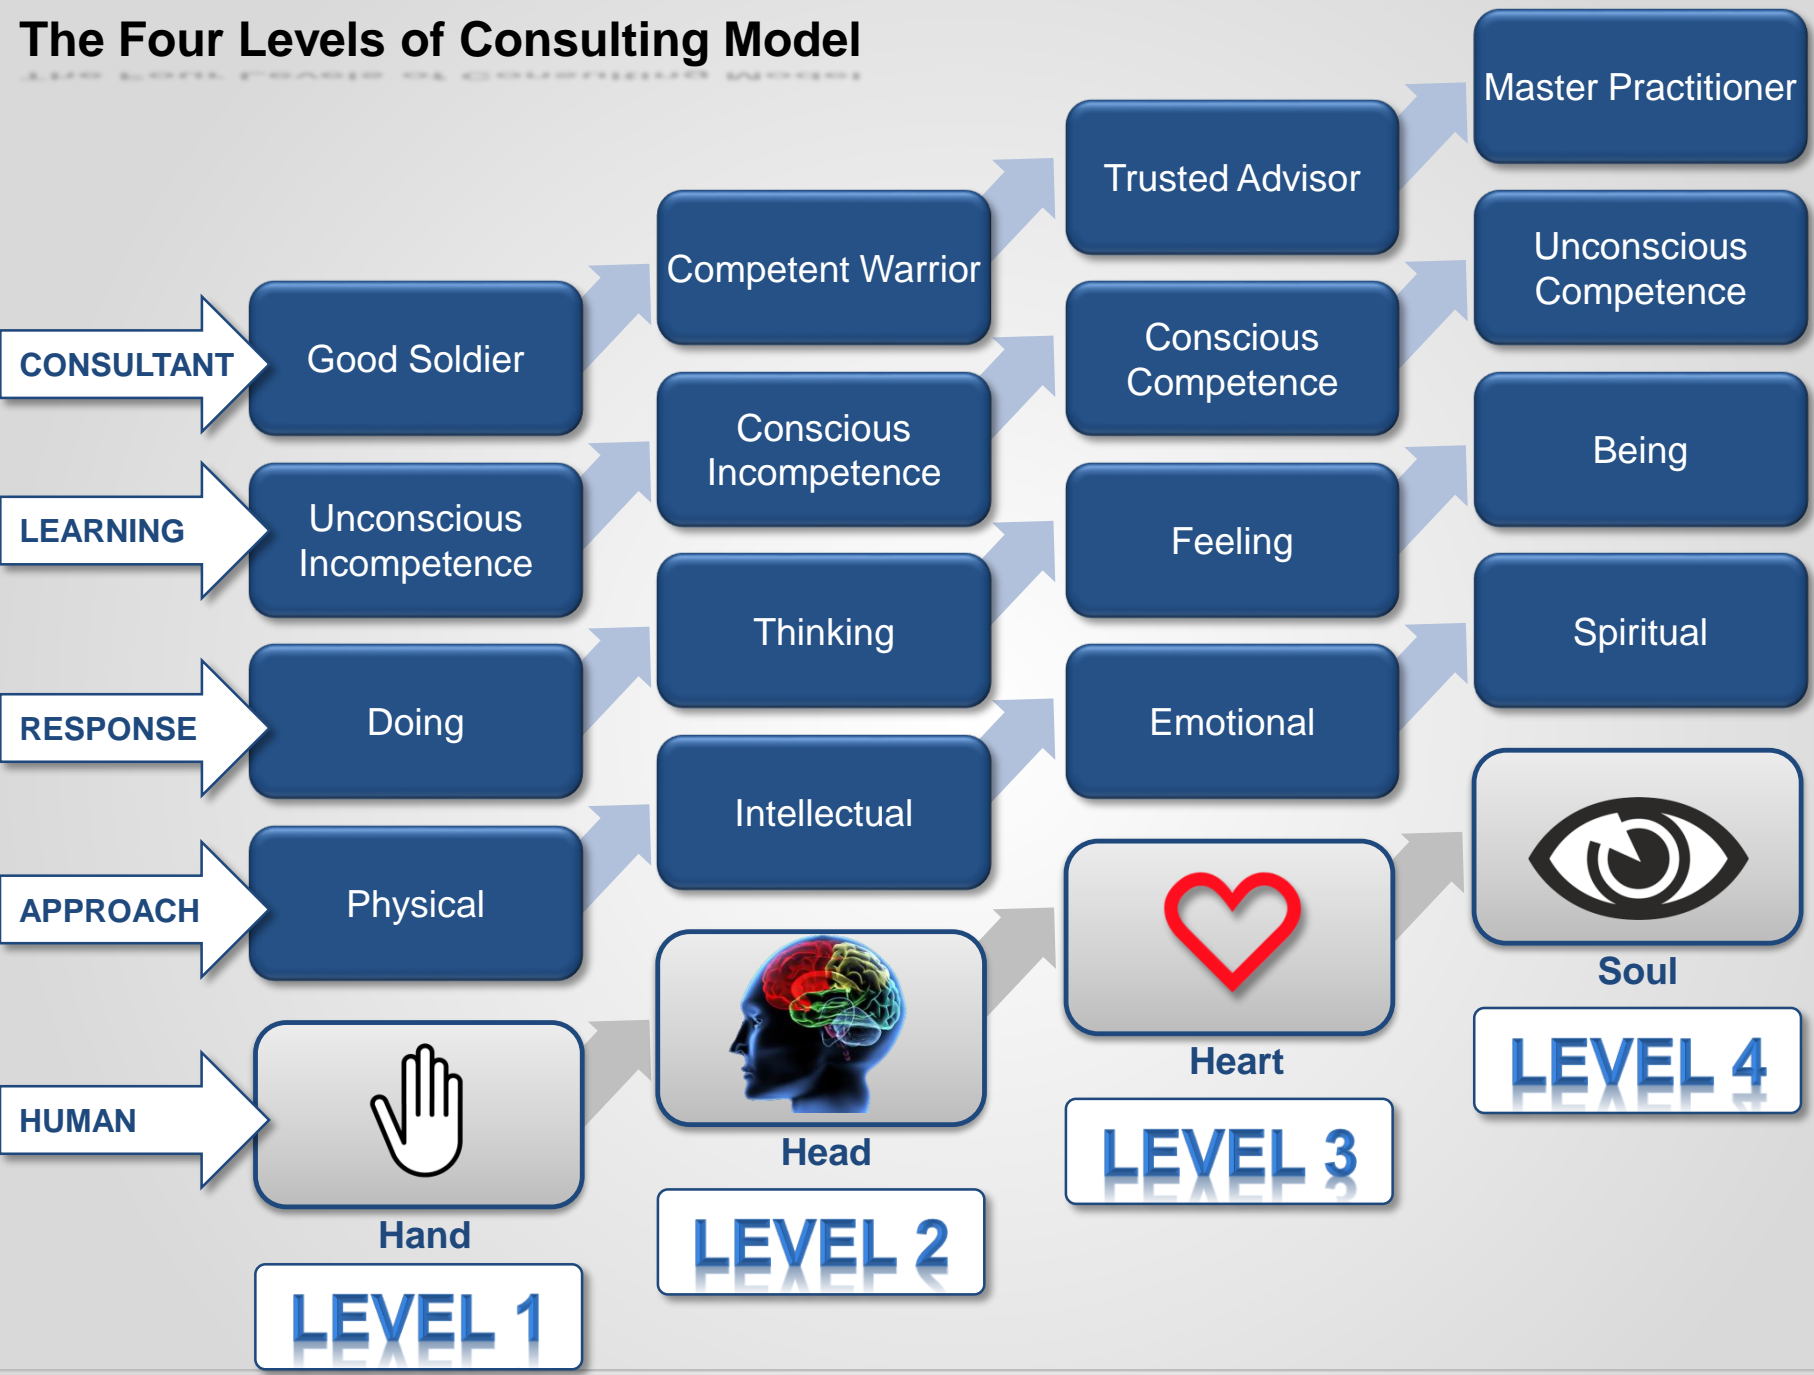 The Four Levels of Consulting Model
CONSULTANT
Good Soldier
Competent Warrior
Trusted Advisor
Master Practitioner
LEARNING
Unconscious
Incompetence
Conscious
Incompetence
Conscious
Competence
Unconscious
Competence
RESPONSE
Doing
Thinking
Feeling
Being
APPROACH
Physical
Intellectual
Emotional
Spiritual
HUMAN
Hand
Head
Heart
Soul
LEVEL 1
LEVEL 2
LEVEL 3
LEVEL 4